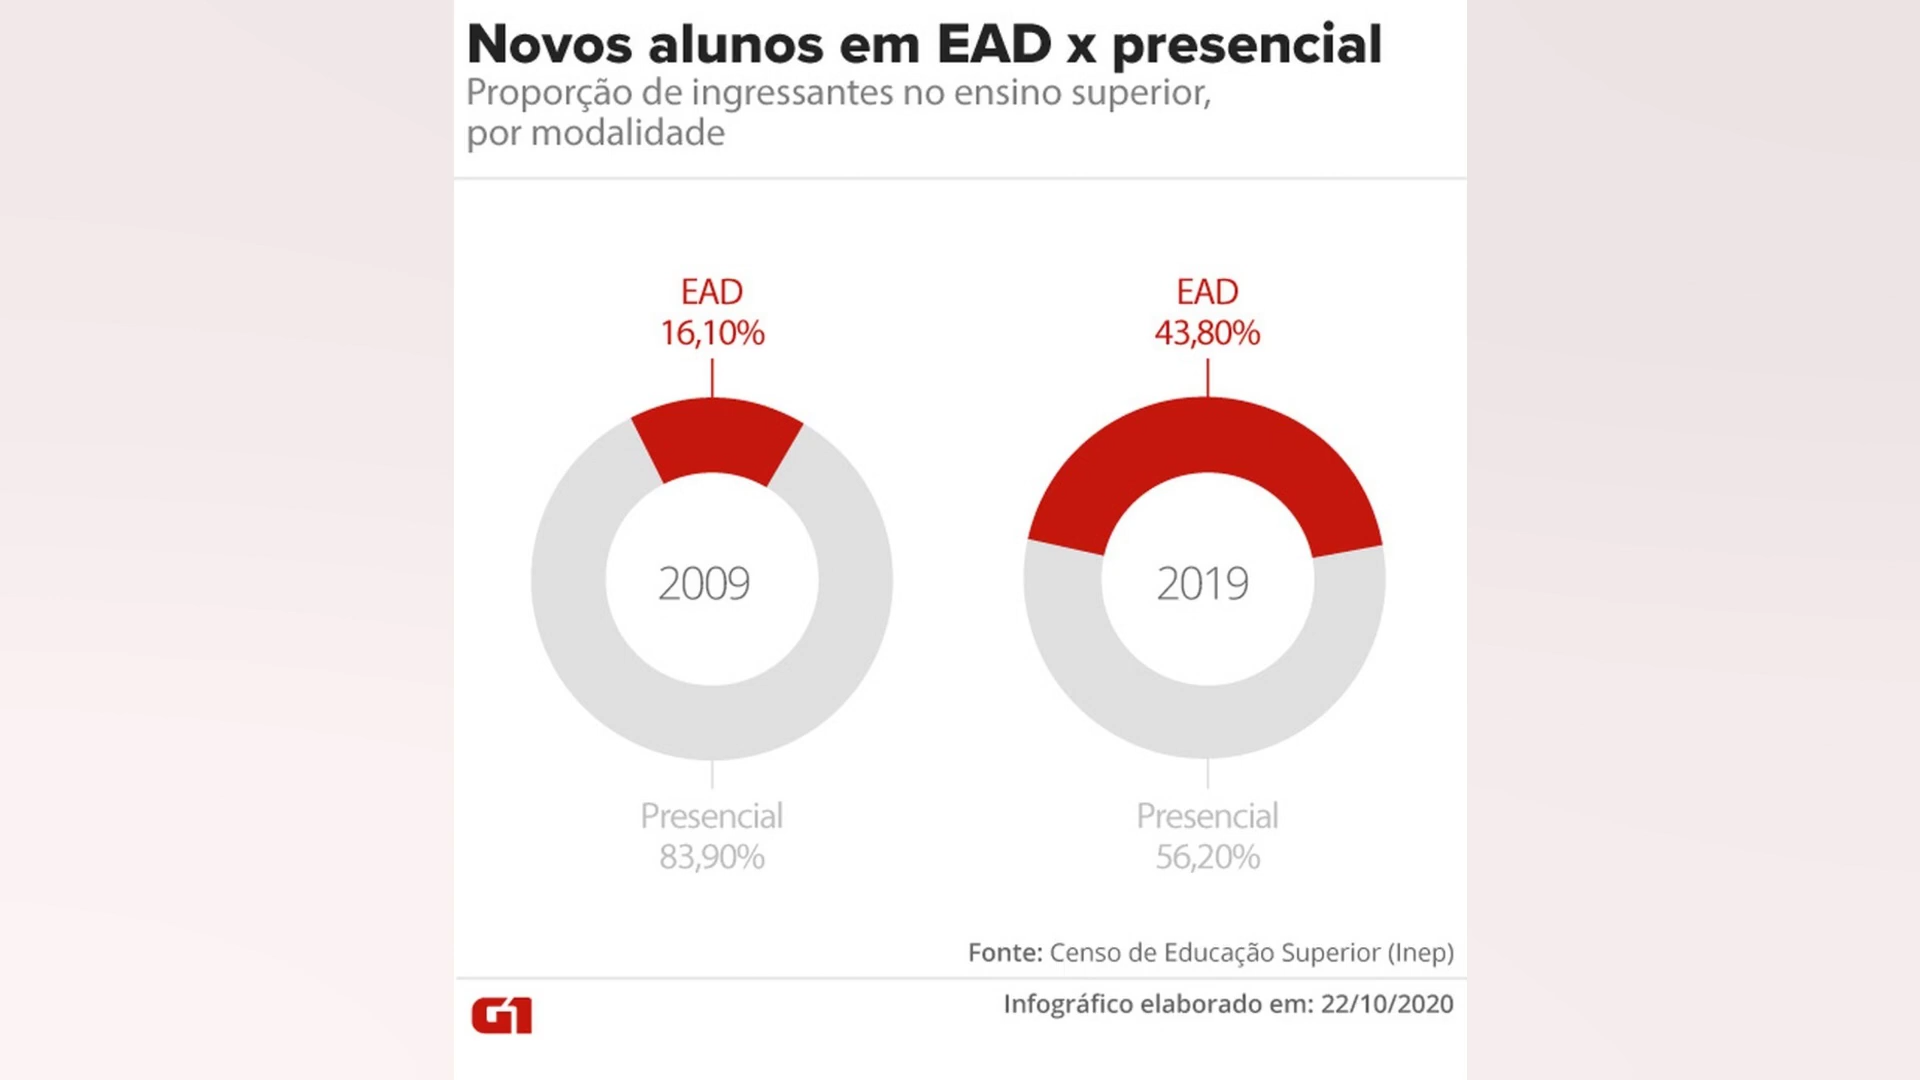 Novos alunos em EAD x presencial
Proporção de ingressantes no ensino superior,
por modalidade
EAD
16,10%
2009
Presencial
83,90%
EAD
43,80%
2019
Presencial
56,20%
Fonte: Censo de Educação Superior (Inep)
G1
Infográfico elaborado em: 22/10/2020